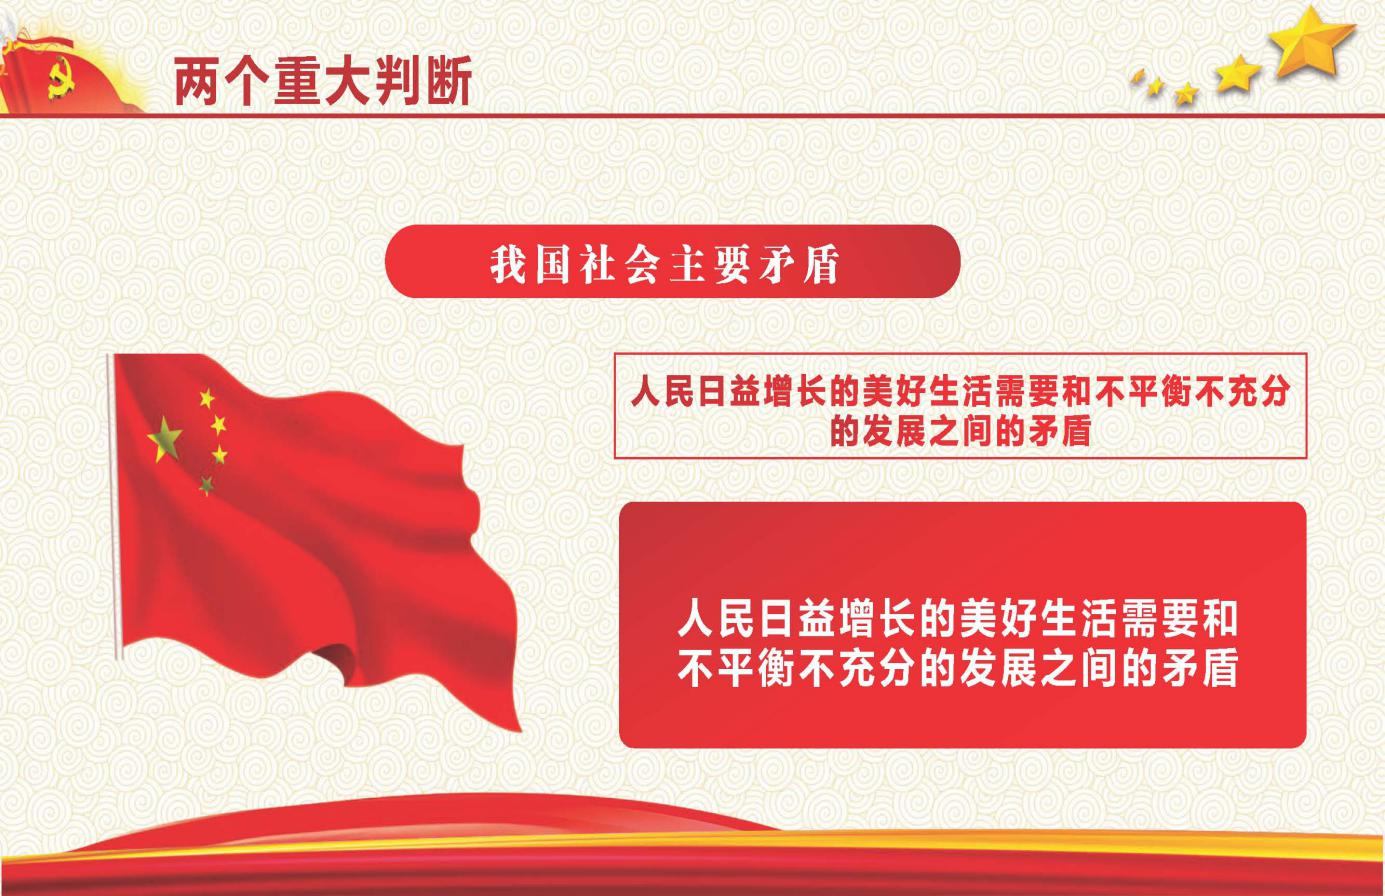 两个重大判断
我国社会主要矛盾
人民日益增长的美好生活需要和不平衡不充分
的发展之间的矛盾
人民日益增长的美好生活需要和
不平衡不充分的发展之间的矛盾